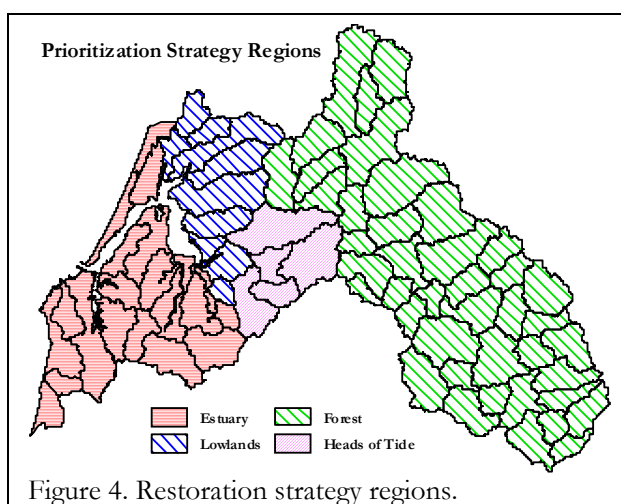 Prioritization Strategy Regions
Estuary
Forest
Lowlands
Heads of Tide
Figure 4. Restoration strategy regions.